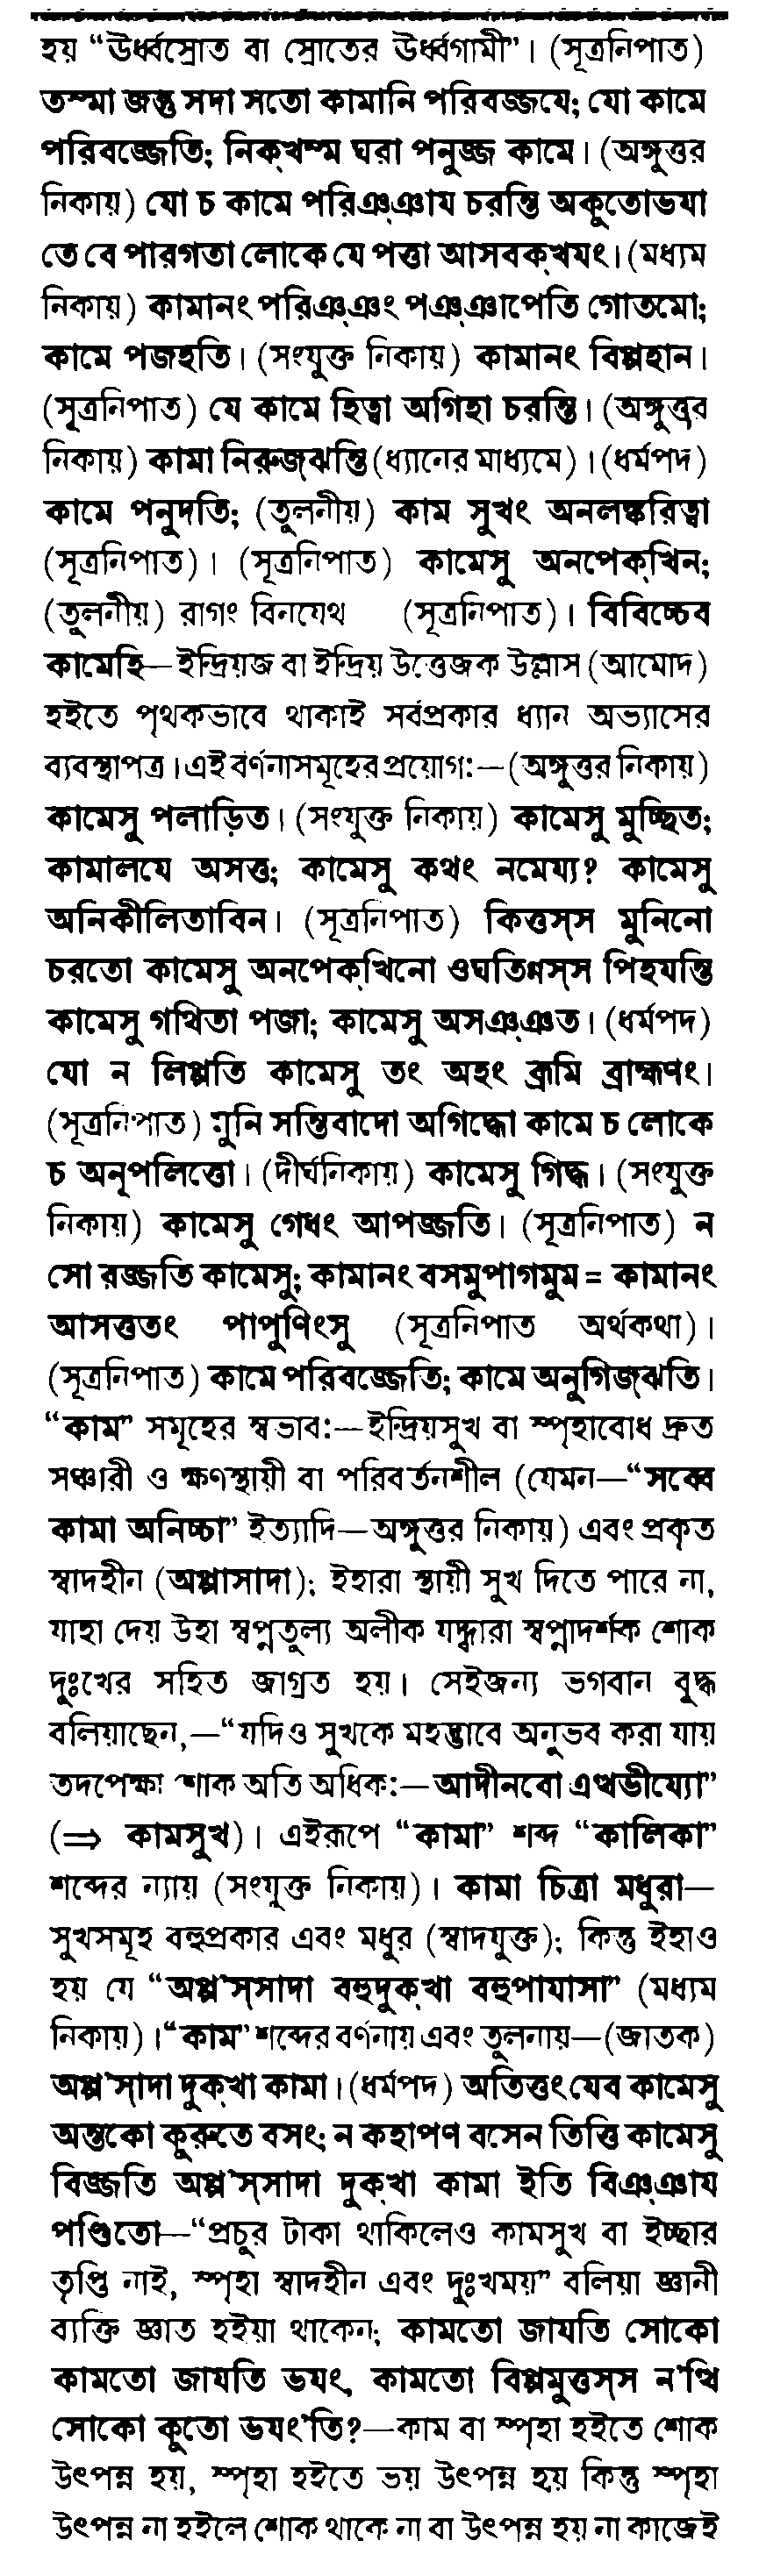 হয় “ঊর্ধ্বস্রোত বা স্রোতের ঊর্ধ্বগামী”। (সূত্রনিপাত)
তস্মা জন্তু সদা সতো কামানি পরিবজ্জযে; যো কামে
পরিবজ্জেতি; নিক্খম্ম ঘরা পনুজ্জ কামে। (অঙ্গুত্তর
নিকায়) যো চ কামে পরিঞ্ঞায চরন্তি অকুতোভযা
তে বে পারগতা লোকে যে পত্তা আসবক্খযং। (মধ্যম
নিকায়) কামানং পরিঞ্ঞং পঞ্ঞাপেতি গোতমো;
কামে পজহতি। (সংযুক্ত নিকায়) কামানং বিপ্পহান।
(সূত্রনিপাত) যে কামে হিত্বা অগিহা চরন্তি। (অঙ্গুত্তর
নিকায়) কামা নিরুজ্ঝন্তি (ধ্যানের মাধ্যমে)। (ধর্মপদ)
কামে পনুদতি; (তুলনীয়) কাম সুখং অনলঙ্করিত্বা
(সূত্রনিপাত)। (সূত্রনিপাত) কামেসু অনপেক্খিন;
(তুলনীয়) রাগং বিনযেথ (সূত্রনিপাত)। বিবিচ্চেব
কামেহি—ইন্দ্রিয়জ বা ইন্দ্রিয় উত্তেজক উল্লাস (আমোদ)
হইতে পৃথকভাবে থাকাই সর্বপ্রকার ধ্যান অভ্যাসের
ব্যবস্থাপত্র। এই বর্ণনাসমূহের প্রয়োগ:—(অঙ্গুত্তর নিকায়)
কামেসু পলাড়িত। (সংযুক্ত নিকায়) কামেসু মুচ্ছিত;
কামালযে অসত্ত; কামেসু কথং নমেয্য? কামেসু
অনিকীলিতাবিন। (সূত্রনিপাত) কিত্তস্স মুনিনো
চরতো কামেসু অনপেক্খিনো ওঘতিণ্ণস্স পিহযন্তি
কামেসু গথিতা পজা; কামেসু অসঞ্ঞত। (ধর্মপদ)
যো ন লিপ্পতি কামেসু তং অহং ব্রূমি ব্রাহ্মণং।
(সূত্রনিপাত) মুনি সন্তিবাদো অগিদ্ধো কামে চ লোকে
চ অনূপলিত্তো। (দীর্ঘনিকায়) কামেসু গিদ্ধ। (সংযুক্ত
নিকায়) কামেসু গেধং আপজ্জতি। (সূত্রনিপাত) ন
সো রজ্জতি কামেসু; কামানং বসমুপাগমুম = কামানং
আসত্ততং পাপুণিংসু (সূত্রনিপাত অর্থকথা)।
(সূত্রনিপাত) কামে পরিবজ্জেতি; কামে অনুগিজ্ঝতি।
“কাম” সমূহের স্বভাব:—ইন্দ্রিয়সুখ বা স্পৃহাবোধ দ্রুত
সঞ্চারী ও ক্ষণস্থায়ী বা পরিবর্তনশীল (যেমন—“সব্বে
কামা অনিচ্চা” ইত্যাদি—অঙ্গুত্তর নিকায়) এবং প্রকৃত
স্বাদহীন (অপ্পাসাদা); ইহারা স্থায়ী সুখ দিতে পারে না,
যাহা দেয় উহা স্বপ্নতুল্য অলীক যদ্দ্বারা স্বপ্নাদর্শক শোক
দুঃখের সহিত জাগ্রত হয়। সেইজন্য ভগবান বুদ্ধ
বলিয়াছেন,—“যদিও সুখকে মহদ্ভাবে অনুভব করা যায়
তদপেক্ষা শোক অতি অধিক:—আদীনবো এত্থভীয্যো”
(⇒ কামসুখ)। এইরূপে “কামা” শব্দ “কালিকা”
শব্দের ন্যায় (সংযুক্ত নিকায়)। কামা চিত্রা মধুরা—
সুখসমূহ বহুপ্রকার এবং মধুর (স্বাদযুক্ত); কিন্তু ইহাও
হয় যে “অপ্প'স্সাদা বহুদুক্খা বহুপাযাসা” (মধ্যম
নিকায়)। “কাম” শব্দের বর্ণনায় এবং তুলনায়—(জাতক)
অপ্প'স্াদা দুক্খা কামা। (ধর্মপদ) অতিত্তং যেব কামেসু
অন্তকো কুরুতে বসং; ন কহাপণ বসেন তিত্তি কামেসু
বিজ্জতি অপ্প'স্সাদা দুক্খা কামা ইতি বিঞ্ঞায
পণ্ডিতো—“প্রচুর টাকা থাকিলেও কামসুখ বা ইচ্ছার
তৃপ্তি নাই, স্পৃহা স্বাদহীন এবং দুঃখময়” বলিয়া জ্ঞানী
ব্যক্তি জ্ঞাত হইয়া থাকেন; কামতো জাযতি সোকো
কামতো জাযতি ভযং, কামতো বিপ্পমুত্তস্স ন'ত্থি
সোকো কুতো ভযং'তি?—কাম বা স্পৃহা হইতে শোক
উৎপন্ন হয়, স্পৃহা হইতে ভয় উৎপন্ন হয় কিন্তু স্পৃহা
উৎপন্ন না হইলে শোক থাকে না বা উৎপন্ন হয় না কাজেই